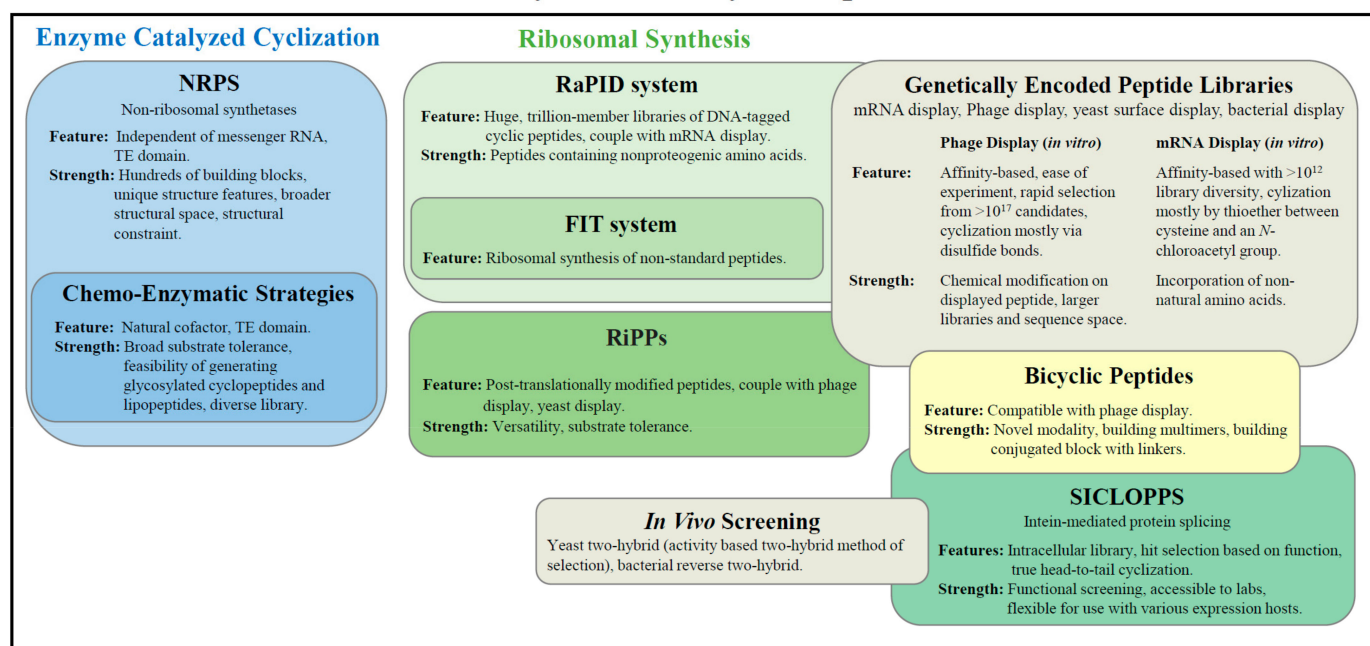 Enzyme Catalyzed Cyclization
NRPS
Non-ribosomal synthetases
Feature: Independent of messenger RNA,
TE domain.
Strength: Hundreds of building blocks,
unique structure features, broader
structural space, structural
constraint.
Chemo-Enzymatic Strategies
Feature: Natural cofactor, TE domain.
Strength: Broad substrate tolerance,
feasibility of generating
glycosylated cyclopeptides and
lipopeptides, diverse library.
Ribosomal Synthesis
RaPID system
Feature: Huge, trillion-member libraries of DNA-tagged
cyclic peptides, couple with mRNA display.
Strength: Peptides containing nonproteogenic amino acids.
FIT system
Feature: Ribosomal synthesis of non-standard peptides.
RiPPs
Feature: Post-translationally modified peptides, couple with phage
display, yeast display.
Strength: Versatility, substrate tolerance.
Genetically Encoded Peptide Libraries
mRNA display, Phage display, yeast surface display, bacterial display
Phage Display (in vitro)
mRNA Display (in vitro)
Feature:
Affinity-based, ease of
experiment, rapid selection
from >10¹⁷ candidates,
cyclization mostly via
disulfide bonds.
Affinity-based with >10¹²
library diversity, cylization
mostly by thioether between
cysteine and an N-
chloroacetyl group.
Strength:
Chemical modification on
displayed peptide, larger
libraries and sequence space.
Incorporation of non-
natural amino acids.
Bicyclic Peptides
Feature: Compatible with phage display.
Strength: Novel modality, building multimers, building
conjugated block with linkers.
SICLOPPS
Intein-mediated protein splicing
Features: Intracellular library, hit selection based on function,
true head-to-tail cyclization.
Strength: Functional screening, accessible to labs,
flexible for use with various expression hosts.
In Vivo Screening
Yeast two-hybrid (activity based two-hybrid method of
selection), bacterial reverse two-hybrid.